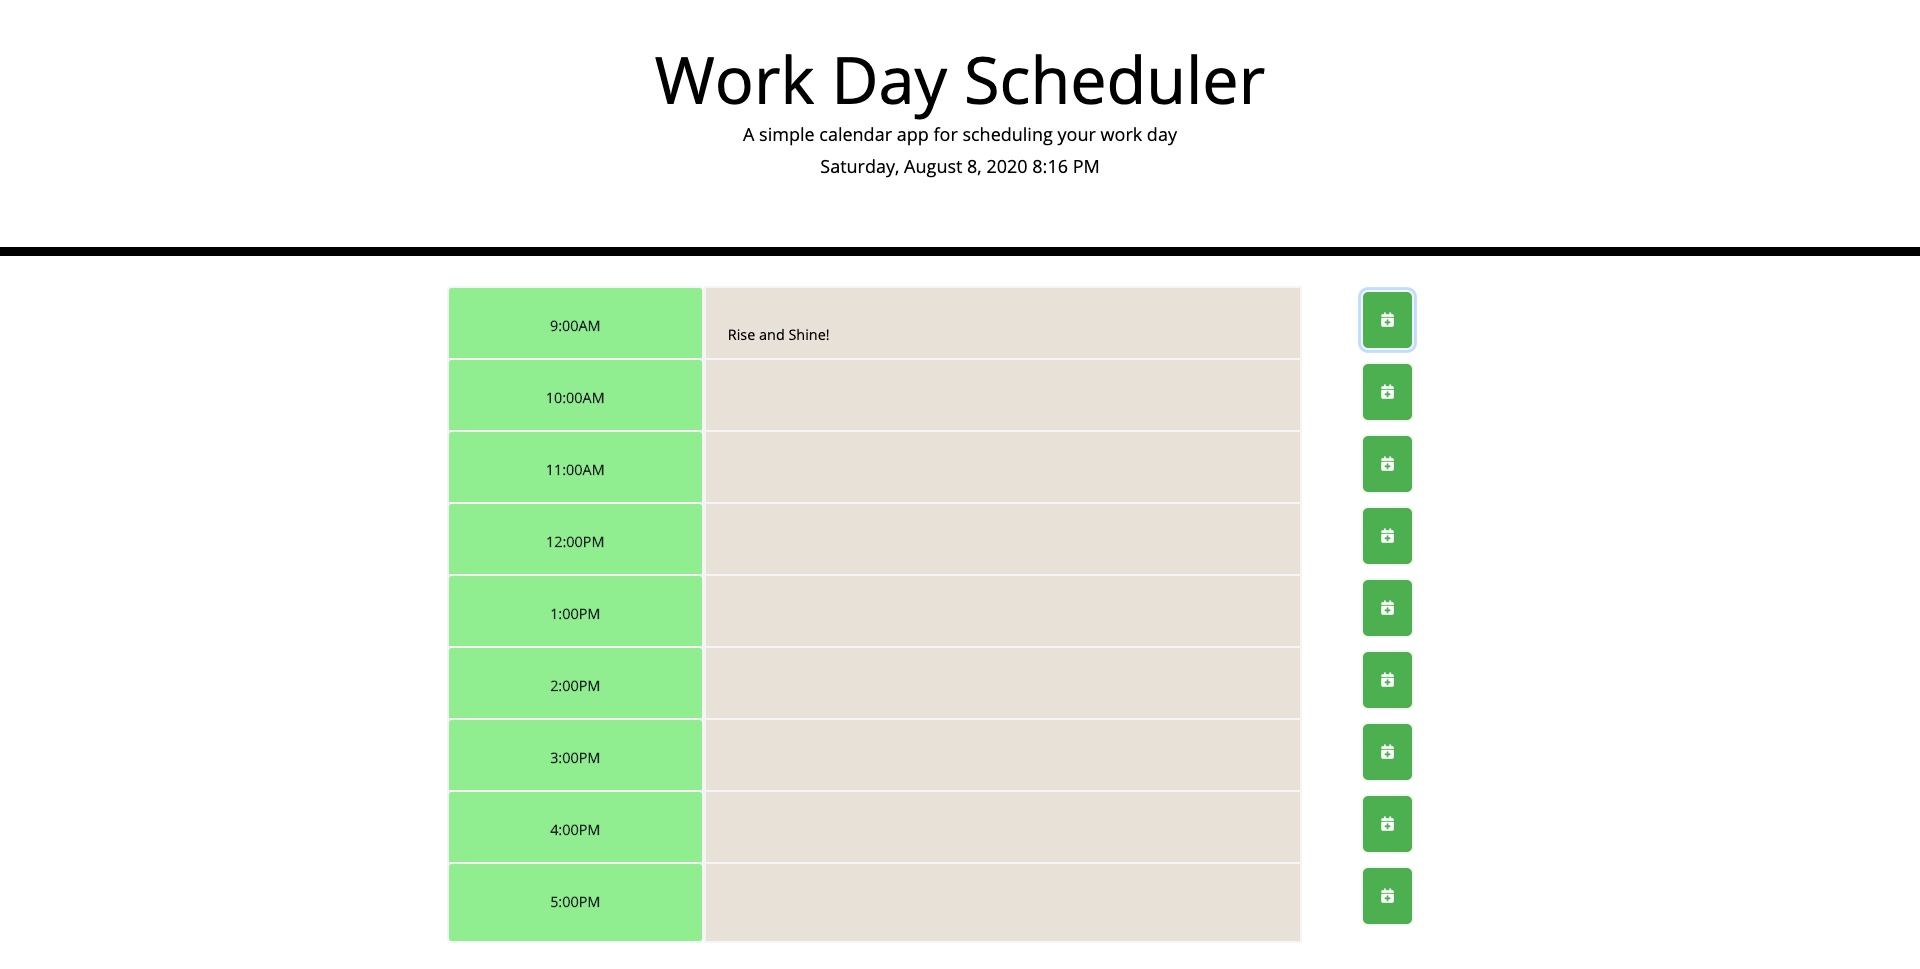 Work Day Scheduler
A simple calendar app for scheduling your work day
Saturday, August 8, 2020 8:16 PM
9:00AM
Rise and Shine!
10:00AM
11:00AM
12:00PM
1:00PM
2:00PM
3:00PM
4:00PM
5:00PM